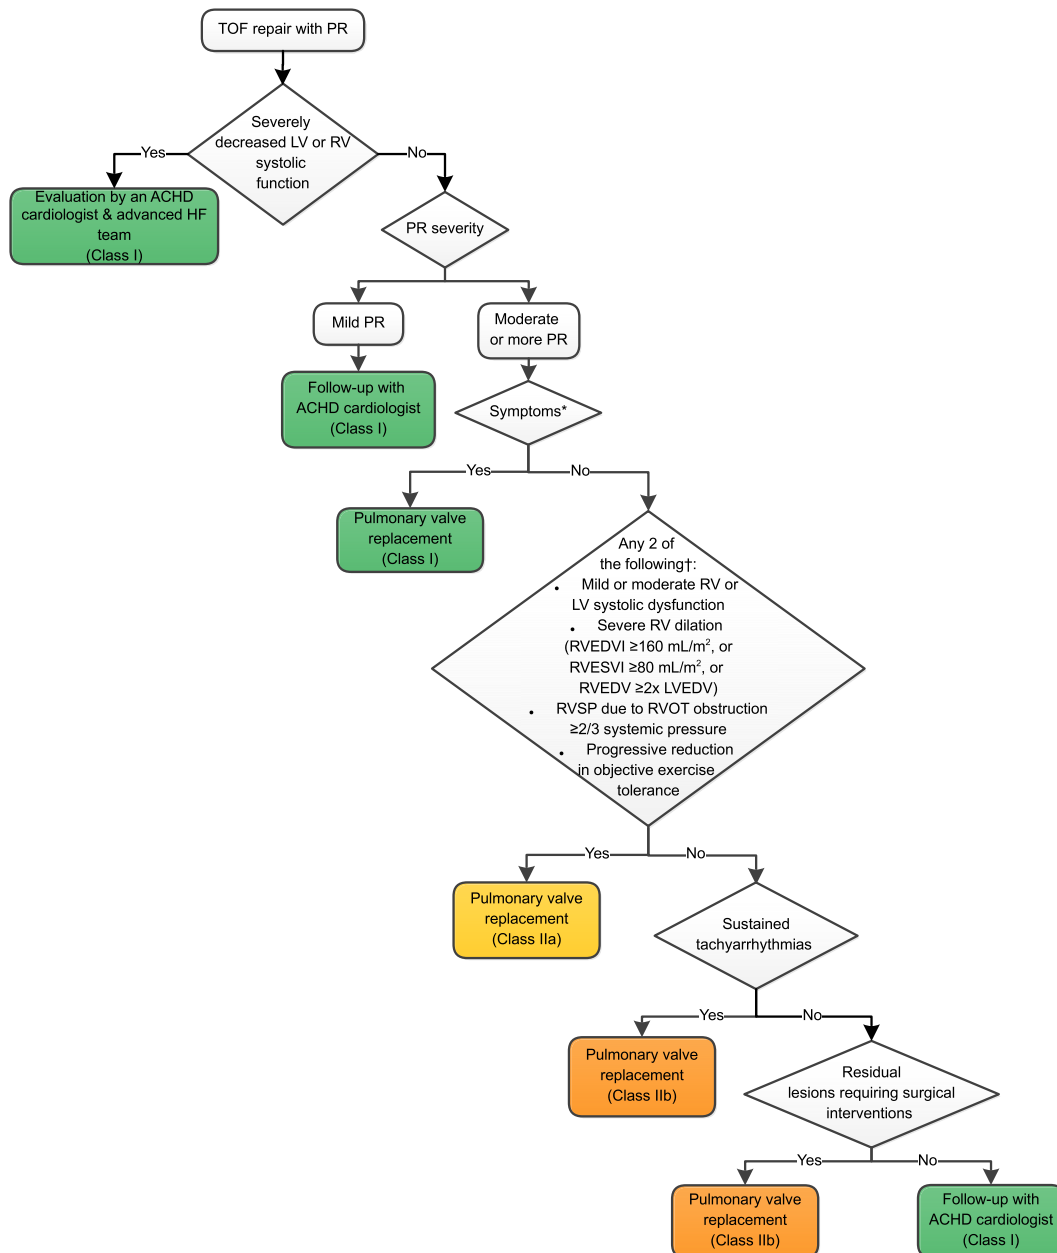 TOF repair with PR
Severely
decreased LV or RV
systolic
function
Yes
No
Evaluation by an ACHD
cardiologist & advanced HF
team
(Class I)
PR severity
Mild PR
Moderate
or more PR
Follow-up with
ACHD cardiologist
(Class I)
Symptoms*
Yes
No
Pulmonary valve
replacement
(Class I)
Any 2 of
the following†:
• Mild or moderate RV or
LV systolic dysfunction
• Severe RV dilation
(RVEDVI ≥160 mL/m², or
RVESVI ≥80 mL/m², or
RVEDV ≥2x LVEDV)
• RVSP due to RVOT obstruction
≥2/3 systemic pressure
• Progressive reduction
in objective exercise
tolerance
Yes
No
Pulmonary valve
replacement
(Class IIa)
Sustained
tachyarrhythmias
Yes
No
Pulmonary valve
replacement
(Class IIb)
Residual
lesions requiring surgical
interventions
Yes
No
Pulmonary valve
replacement
(Class IIb)
Follow-up with
ACHD cardiologist
(Class I)